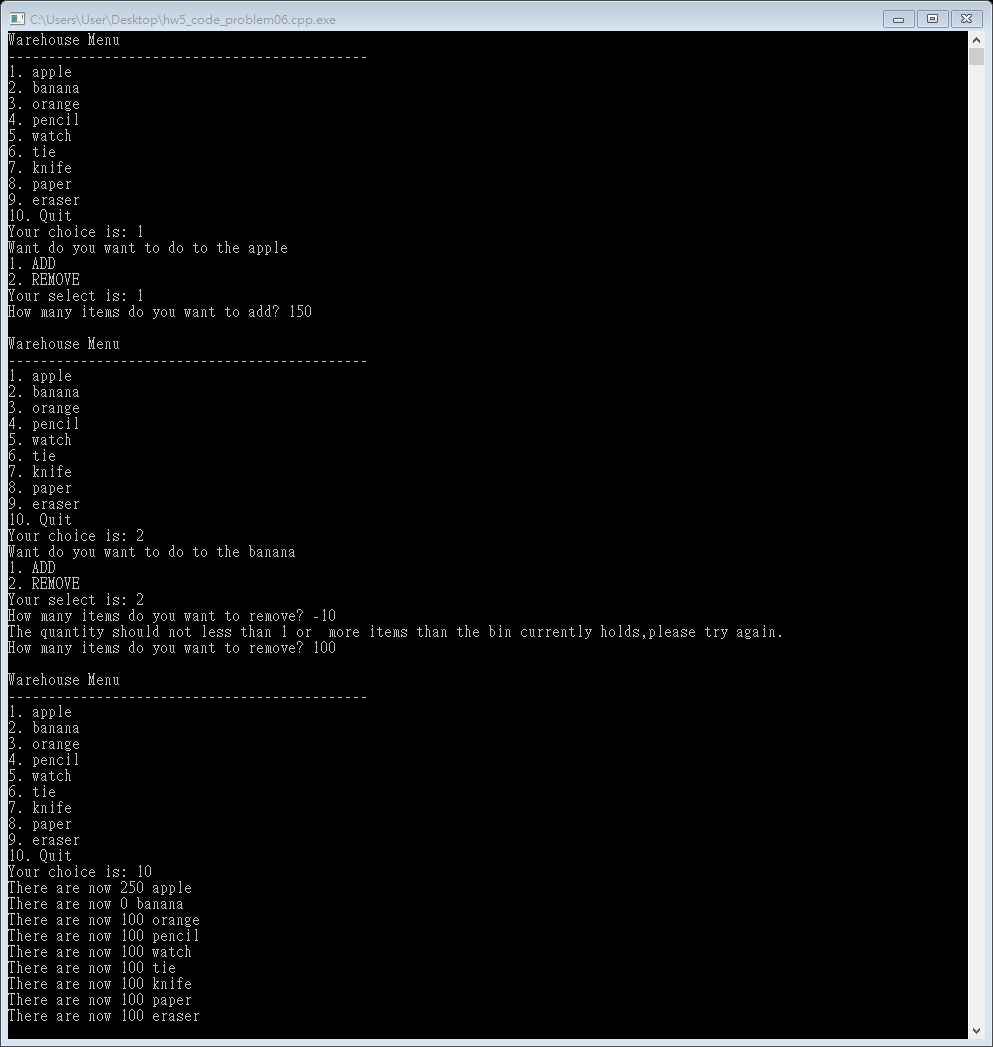 C:\Users\User\Desktop\hw5_code_problem06.cpp.exe
Warehouse Menu
---------------------------------------------
1. apple
2. banana
3. orange
4. pencil
5. watch
6. tie
7. knife
8. paper
9. eraser
10. Quit
Your choice is: 1
Want do you want to do to the apple
1. ADD
2. REMOVE
Your select is: 1
How many items do you want to add? 150

Warehouse Menu
---------------------------------------------
1. apple
2. banana
3. orange
4. pencil
5. watch
6. tie
7. knife
8. paper
9. eraser
10. Quit
Your choice is: 2
Want do you want to do to the banana
1. ADD
2. REMOVE
Your select is: 2
How many items do you want to remove? -10
The quantity should not less than 1 or  more items than the bin currently holds,please try again.
How many items do you want to remove? 100

Warehouse Menu
---------------------------------------------
1. apple
2. banana
3. orange
4. pencil
5. watch
6. tie
7. knife
8. paper
9. eraser
10. Quit
Your choice is: 10
There are now 250 apple
There are now 0 banana
There are now 100 orange
There are now 100 pencil
There are now 100 watch
There are now 100 tie
There are now 100 knife
There are now 100 paper
There are now 100 eraser